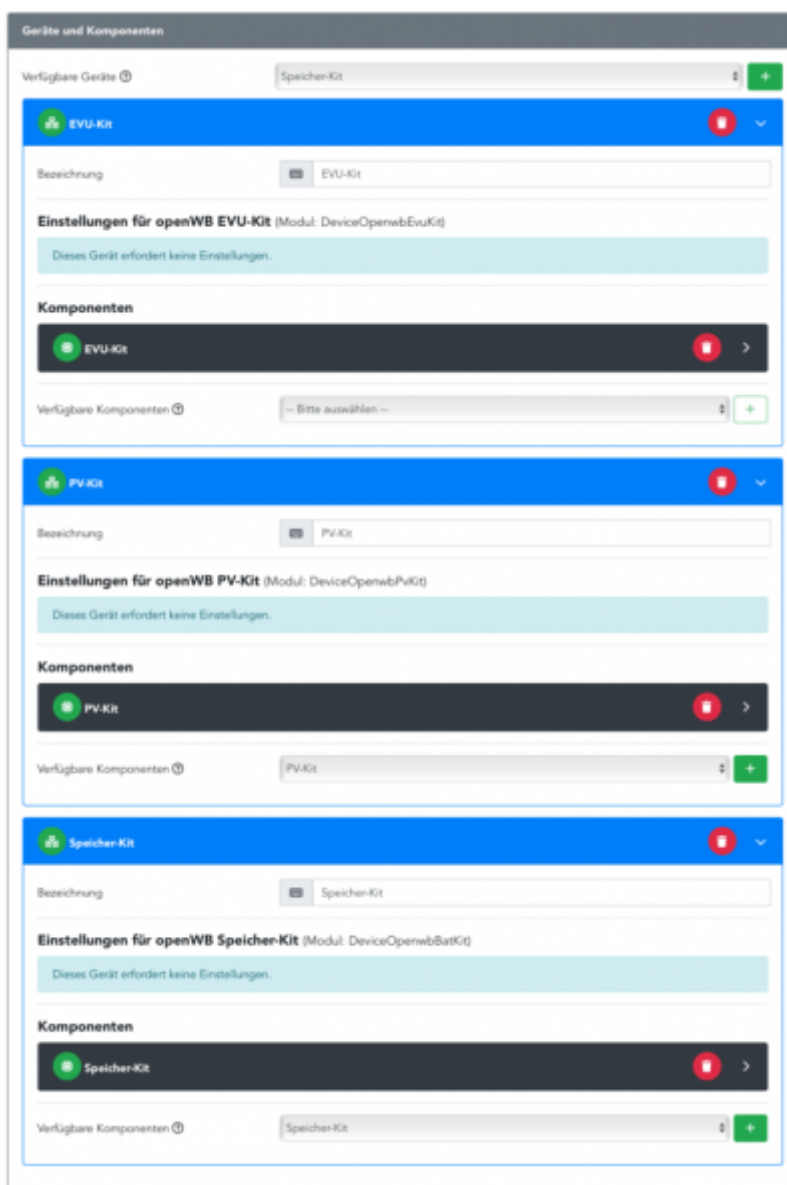 Geräte und Komponenten
Verfügbare Geräte
Speicher-Kit
EVU-Kit
Bezeichnung
EVU-Kit
Einstellungen für openWB EVU-Kit (Modul: DeviceOpenwbEvuKit)
Dieses Gerät erfordert keine Einstellungen.
Komponenten
EVU-Kit
Verfügbare Komponenten
-- Bitte auswählen --
PV-Kit
Bezeichnung
PV-Kit
Einstellungen für openWB PV-Kit (Modul: DeviceOpenwbPvKit)
Dieses Gerät erfordert keine Einstellungen.
Komponenten
PV-Kit
Verfügbare Komponenten
PV-Kit
Speicher-Kit
Bezeichnung
Speicher-Kit
Einstellungen für openWB Speicher-Kit (Modul: DeviceOpenwbBatKit)
Dieses Gerät erfordert keine Einstellungen.
Komponenten
Speicher-Kit
Verfügbare Komponenten
Speicher-Kit